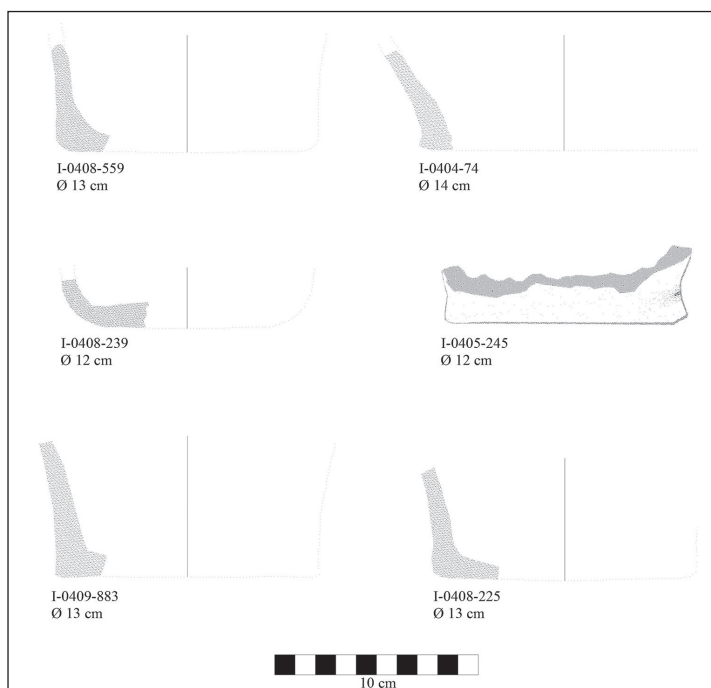 I-0408-559
Ø 13 cm
I-0404-74
Ø 14 cm
I-0408-239
Ø 12 cm
I-0405-245
Ø 12 cm
I-0409-883
Ø 13 cm
I-0408-225
Ø 13 cm
10 cm